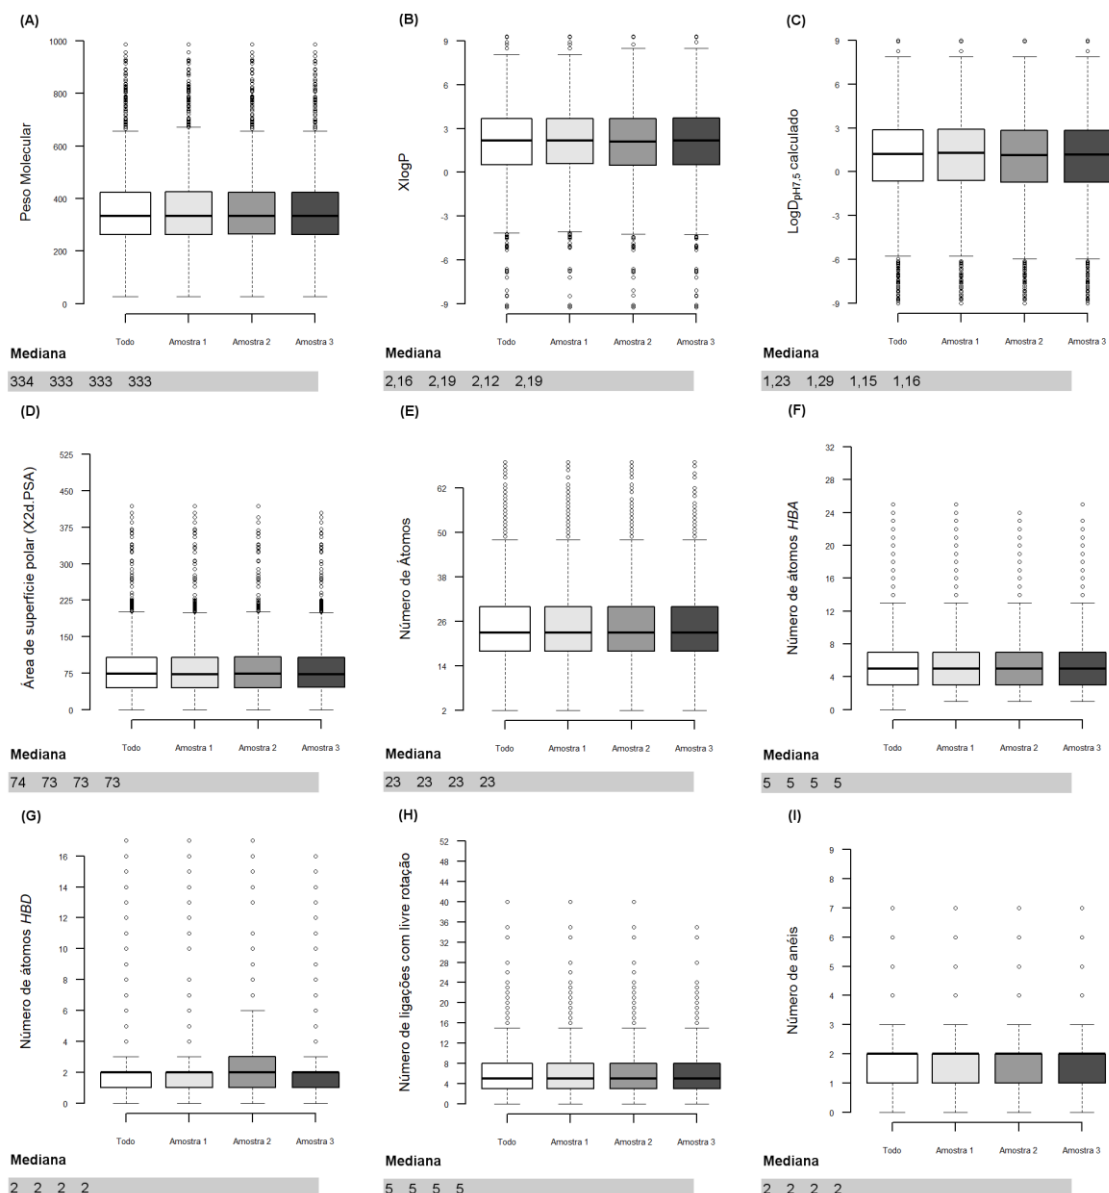 (A)
Peso Molecular
1000
800
600
400
200
0
Todo Amostra 1 Amostra 2 Amostra 3
Mediana
334 333 333 333
(B)
XlogP
9
6
3
0
-3
-6
-9
Todo Amostra 1 Amostra 2 Amostra 3
Mediana
2,16 2,19 2,12 2,19
(C)
LogDpH7,5 calculado
9
6
3
0
-3
-6
-9
Todo Amostra 1 Amostra 2 Amostra 3
Mediana
1,23 1,29 1,15 1,16
(D)
Área de superfície polar (X2d.PSA)
525
450
375
300
225
150
75
0
Todo Amostra 1 Amostra 2 Amostra 3
Mediana
74 73 73 73
(E)
Número de Átomos
62
50
38
26
14
2
Todo Amostra 1 Amostra 2 Amostra 3
Mediana
23 23 23 23
(F)
Número de átomos HBA
32
28
24
20
16
12
8
4
0
Todo Amostra 1 Amostra 2 Amostra 3
Mediana
5 5 5 5
(G)
Número de átomos HBD
16
14
12
10
8
6
4
2
0
Todo Amostra 1 Amostra 2 Amostra 3
Mediana
2 2 2 2
(H)
Número de ligações com livre rotação
52
48
44
40
36
32
28
24
20
16
12
8
4
0
Todo Amostra 1 Amostra 2 Amostra 3
Mediana
5 5 5 5
(I)
Número de anéis
9
8
7
6
5
4
3
2
1
0
Todo Amostra 1 Amostra 2 Amostra 3
Mediana
2 2 2 2